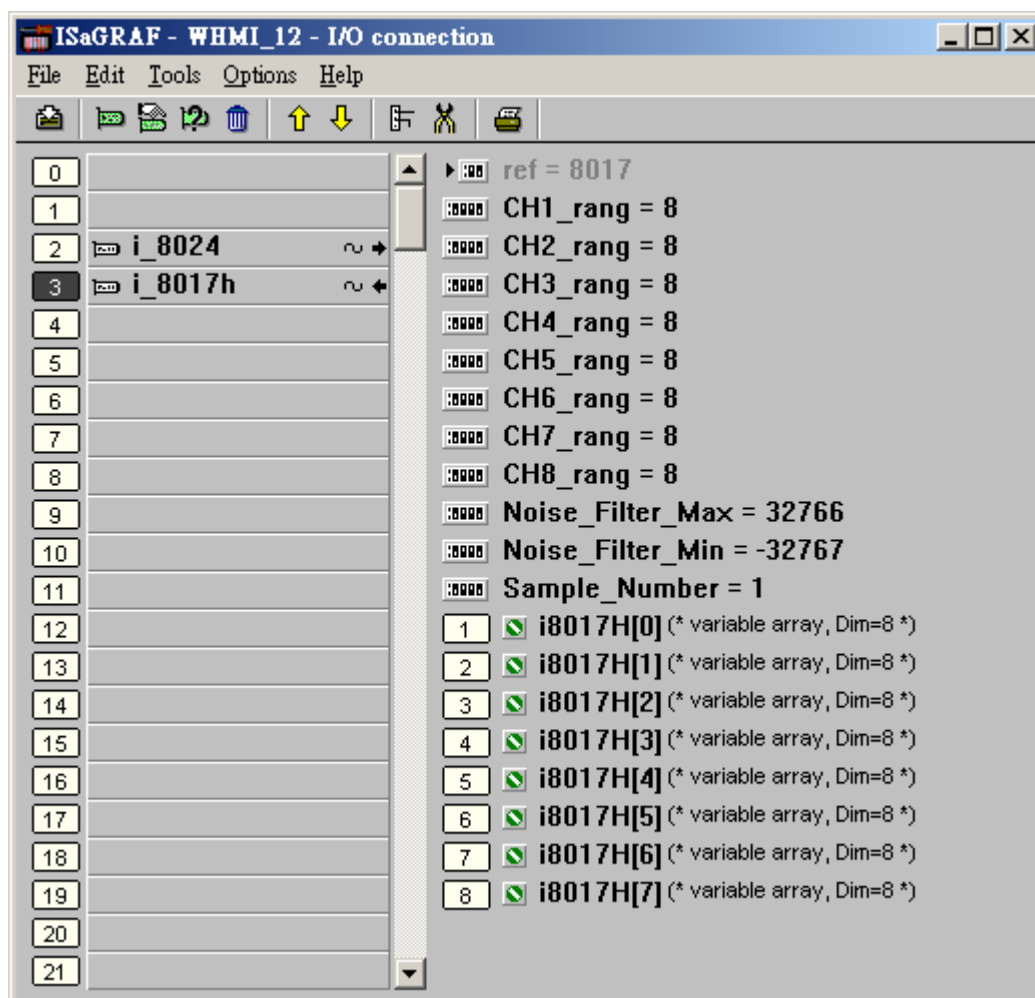 ISaGRAF - WHMI_12 - I/O connection
File Edit Tools Options Help
0
1
2 i_8024
3 i_8017h
4
5
6
7
8
9
10
11
12
13
14
15
16
17
18
19
20
21
ref = 8017
CH1_rang = 8
CH2_rang = 8
CH3_rang = 8
CH4_rang = 8
CH5_rang = 8
CH6_rang = 8
CH7_rang = 8
CH8_rang = 8
Noise_Filter_Max = 32766
Noise_Filter_Min = -32767
Sample_Number = 1
1 i8017H[0] (* variable array, Dim=8 *)
2 i8017H[1] (* variable array, Dim=8 *)
3 i8017H[2] (* variable array, Dim=8 *)
4 i8017H[3] (* variable array, Dim=8 *)
5 i8017H[4] (* variable array, Dim=8 *)
6 i8017H[5] (* variable array, Dim=8 *)
7 i8017H[6] (* variable array, Dim=8 *)
8 i8017H[7] (* variable array, Dim=8 *)